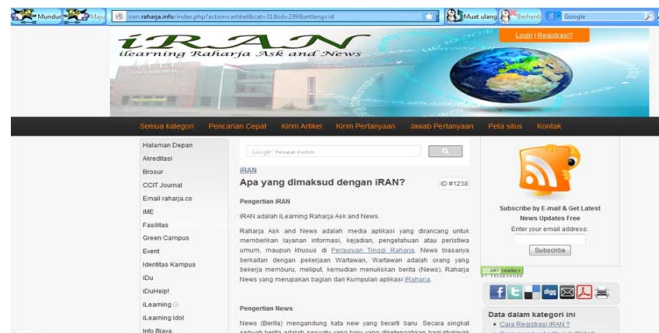 Mundur
Maju
iran.raharja.info/index.php?action=artikel&cat=31&id=239&artlang=id
Muat ulang
Berhenti
Google
iRAN
ilearning Raharja Ask and News
Login | Registrasi?
Semua kategori
Pencarian Cepat
Kirim Artikel
Kirim Pertanyaan
Jawab Pertanyaan
Peta situs
Kontak
Halaman Depan
Akreditasi
Brosur
CCIT Journal
Email raharja.co
iME
Fasilitas
Green Campus
Event
Identitas Kampus
iDu
iDuHelp!
iLearning
iLearning Idol
Info Biaya
iRAN
Apa yang dimaksud dengan iRAN?
ID #1238
Pengertian iRAN
iRAN adalah iLearning Raharja Ask and News.
Raharja Ask and News adalah media aplikasi yang dirancang untuk
memberikan layanan informasi, kejadian, pengetahuan atau peristiwa
umum, maupun khusus di Perguruan Tinggi Raharja. News biasanya
berkaitan dengan pekerjaan Wartawan, Wartawan adalah orang yang
bekerja memburu, meliput, kemudian menuliskan berita (News). Raharja
News yang merupakan bagian dari Kumpulan aplikasi iRaharja.
Pengertian News
News (Berita) mengandung kata new yang berarti baru. Secara singkat
Subscribe by E-mail & Get Latest
News Updates Free
Enter your email address:
Subscribe
247 readers
digg
Data dalam kategori ini
Cara Registrasi iRAN ?